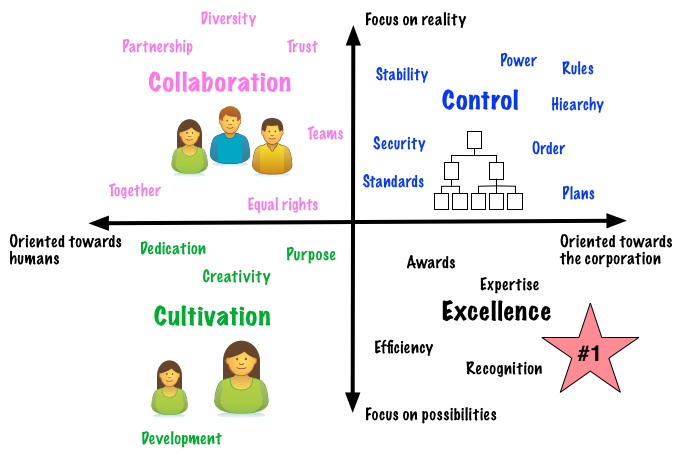 Diversity
Focus on reality
Partnership
Trust
Power
Rules
Stability
Collaboration
Control
Hiearchy
Teams
Security
Order
Standards
Together
Plans
Equal rights
Oriented towards
humans
Oriented towards
the corporation
Dedication
Purpose
Awards
Creativity
Expertise
Cultivation
Excellence
Efficiency
#1
Recognition
Focus on possibilities
Development